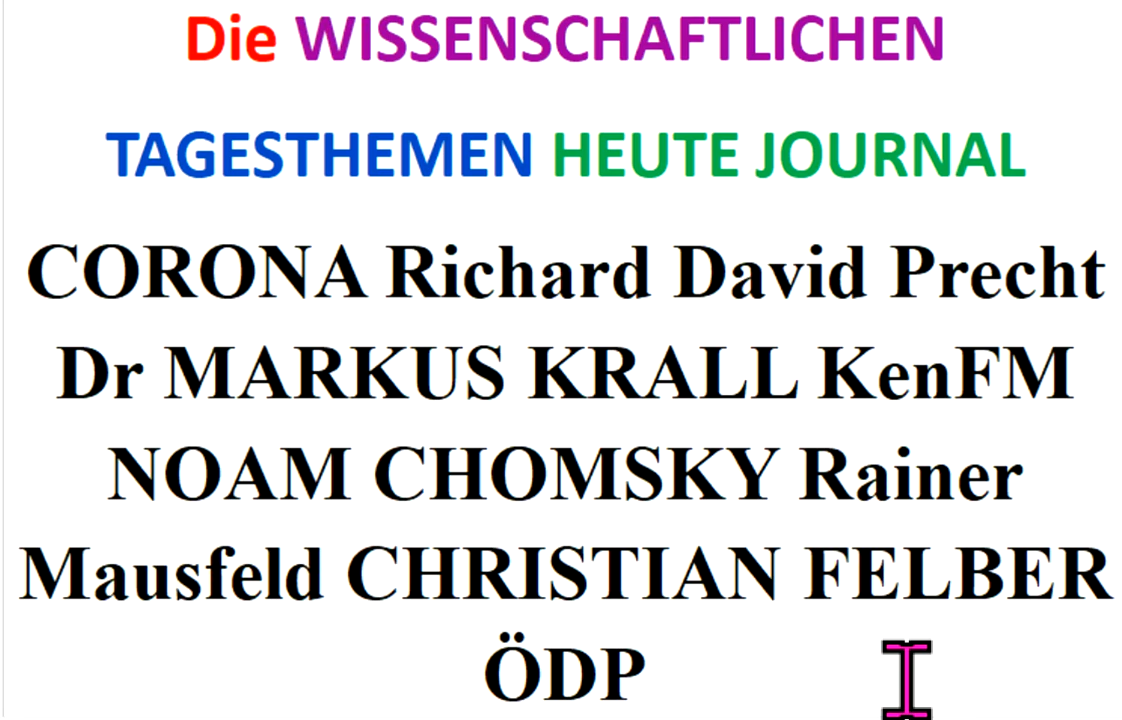 Die WISSENSCHAFTLICHEN
TAGESTHEMEN HEUTE JOURNAL
CORONA Richard David Precht
Dr MARKUS KRALL KenFM
NOAM CHOMSKY Rainer
Mausfeld CHRISTIAN FELBER
ÖDP